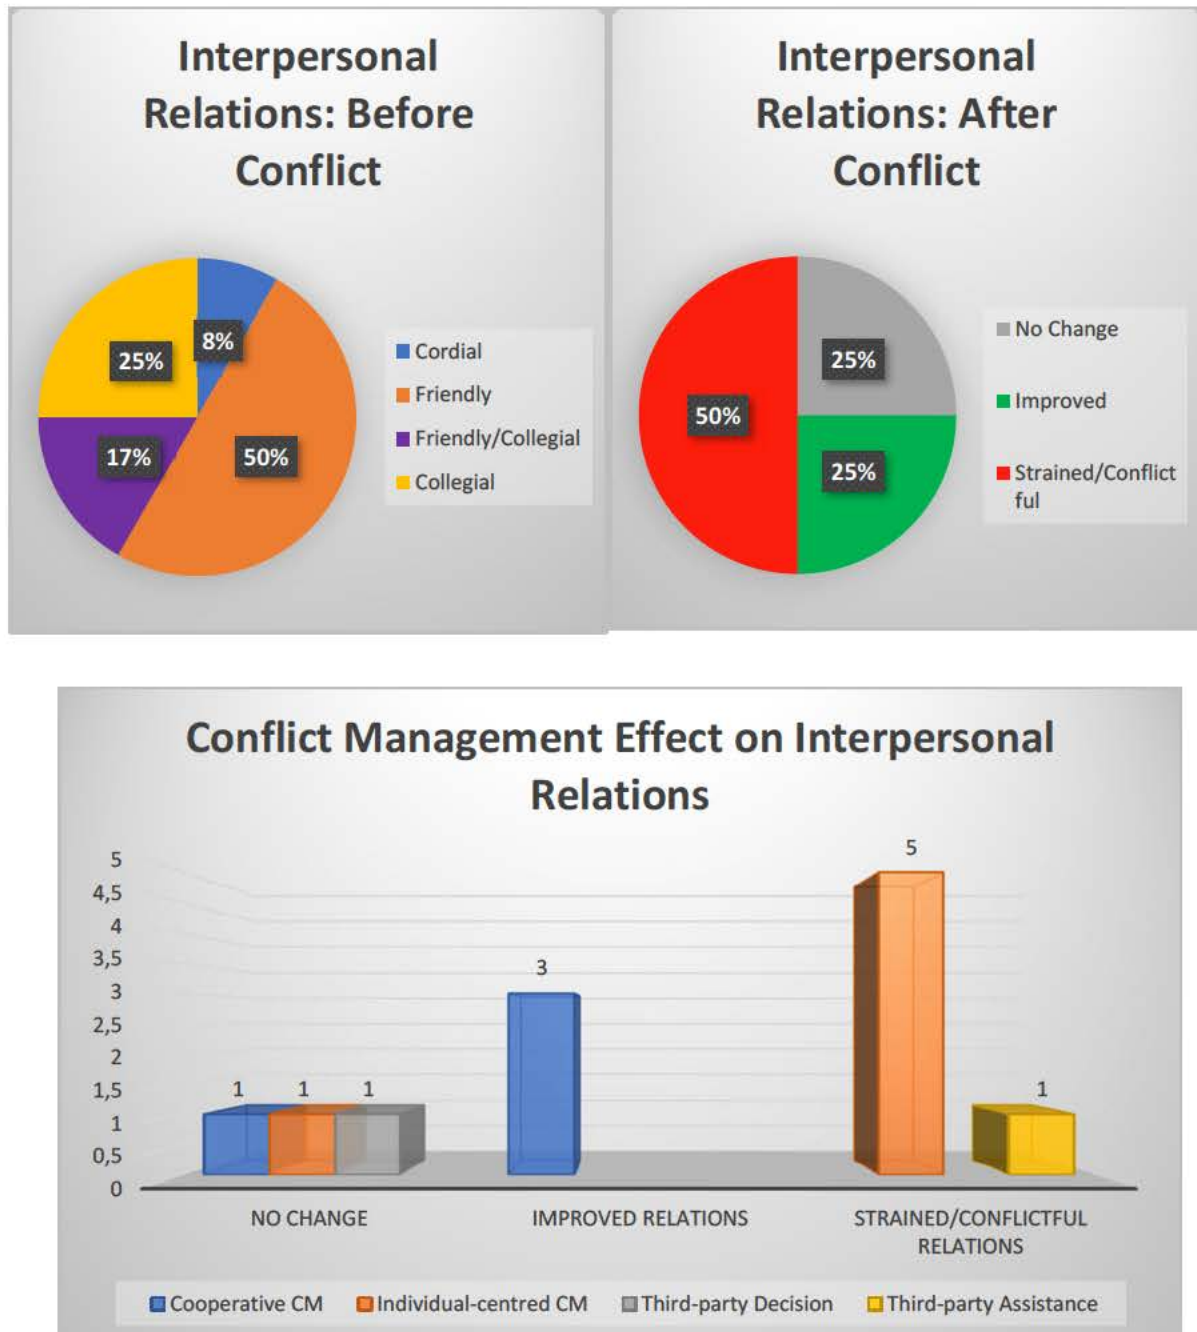 Interpersonal
Relations: Before
Conflict
8%
25%
17%
50%
Cordial
Friendly
Friendly/Collegial
Collegial
Interpersonal
Relations: After
Conflict
25%
50%
25%
No Change
Improved
Strained/Conflict
ful
Conflict Management Effect on Interpersonal
Relations
5
4,5
4
3,5
3
2,5
2
1,5
1
0,5
0
1 1 1
3
5
1
NO CHANGE
IMPROVED RELATIONS
STRAINED/CONFLICTFUL
RELATIONS
Cooperative CM
Individual-centred CM
Third-party Decision
Third-party Assistance